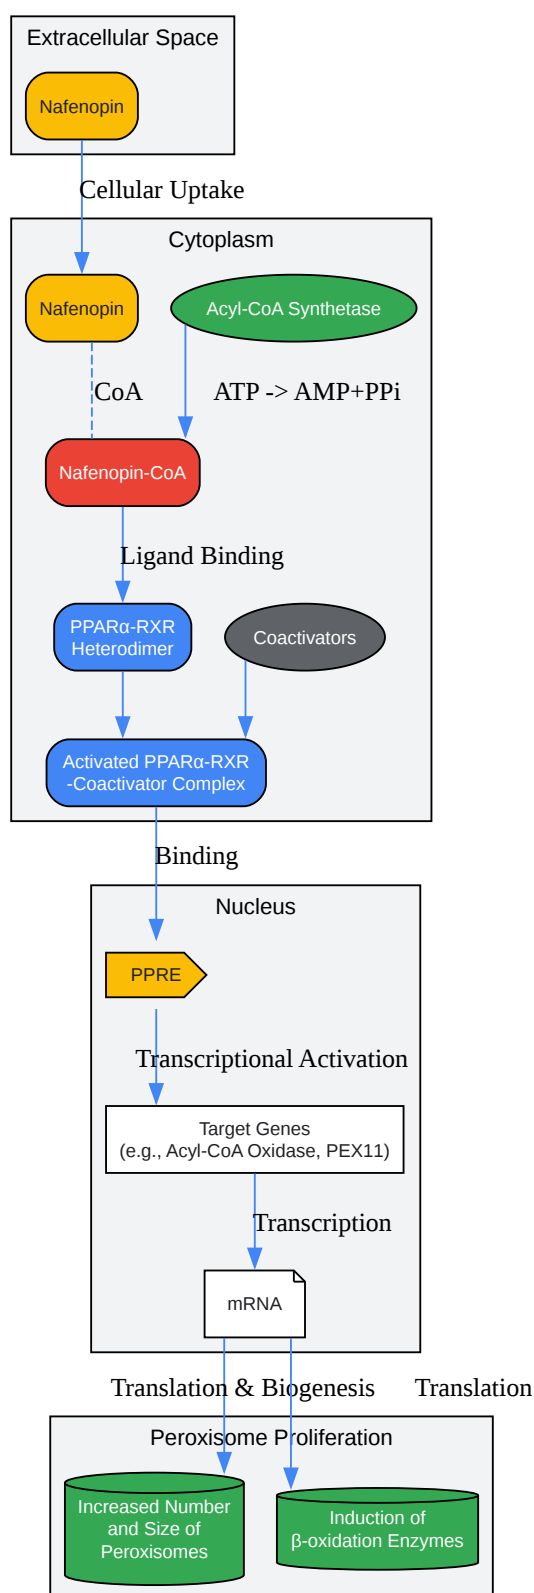 Extracellular Space
Nafenopin
Cellular Uptake
Cytoplasm
Nafenopin
Acyl-CoA Synthetase
CoA
ATP -> AMP+PPi
Nafenopin-CoA
Ligand Binding
PPARα-RXR
Heterodimer
Coactivators
Activated PPARα-RXR
-Coactivator Complex
Binding
Nucleus
PPRE
Transcriptional Activation
Target Genes
(e.g., Acyl-CoA Oxidase, PEX11)
Transcription
mRNA
Translation & Biogenesis
Translation
Peroxisome Proliferation
Increased Number
and Size of
Peroxisomes
Induction of
β-oxidation Enzymes